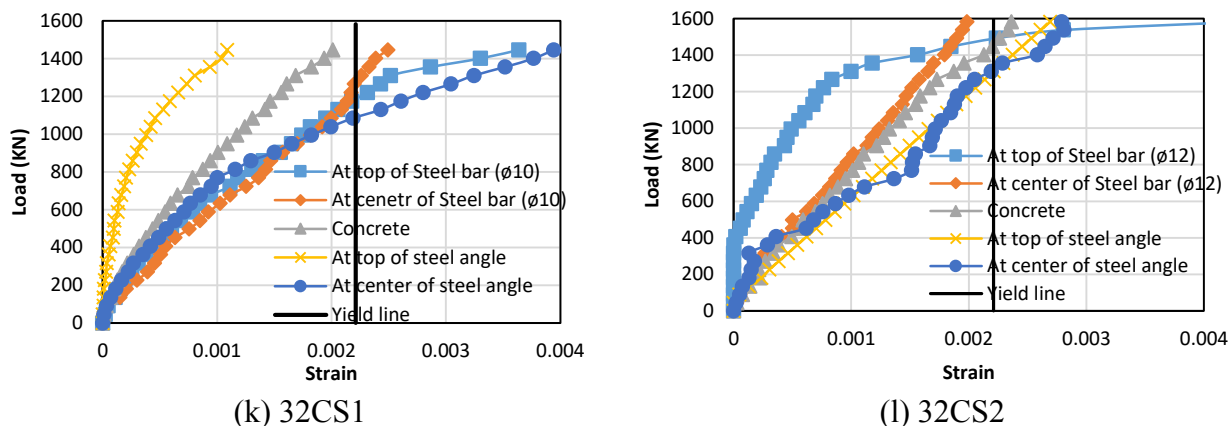 1600
1400
1200
1000
800
600
400
200
0
Load (KN)
0
0.001
0.002
0.003
0.004
Strain
At top of Steel bar (ø10)
At cenetr of Steel bar (ø10)
Concrete
At top of steel angle
At center of steel angle
Yield line
(k) 32CS1
1600
1400
1200
1000
800
600
400
200
0
Load (KN)
0
0.001
0.002
0.003
0.004
Strain
At top of Steel bar (ø12)
At center of Steel bar (ø12)
Concrete
At top of steel angle
At center of steel angle
Yield line
(l) 32CS2